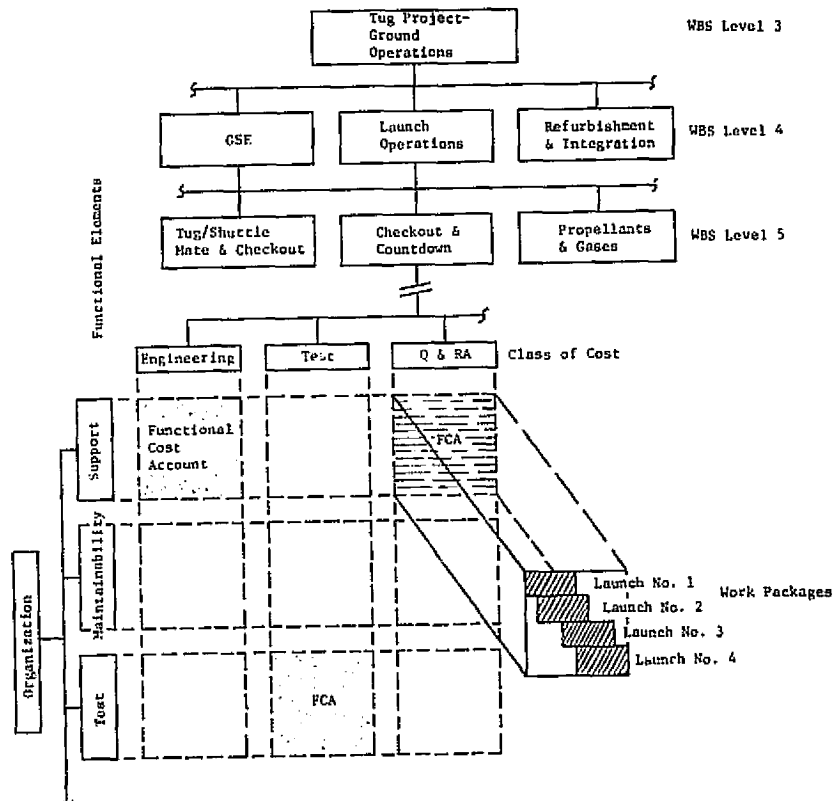 Tug Project-
Ground
Operations
WBS Level 3
GSE
Launch
Operations
Refurbishment
& Integration
WBS Level 4
Functional Elements
Tug/Shuttle
Mate & Checkout
Checkout &
Countdown
Propellants
& Gases
WBS Level 5
Engineering
Test
Q & RA
Class of Cost
Support
Functional
Cost
Account
FCA
Maintainability
Organization
Launch No. 1
Launch No. 2
Launch No. 3
Launch No. 4
Work Packages
Test
FCA